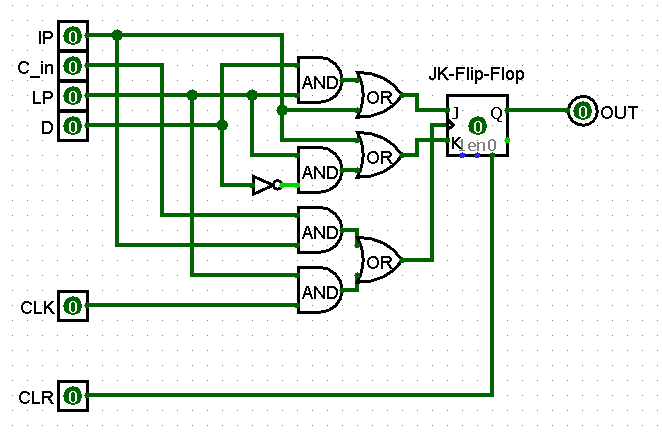 IP 0
C_in 0
LP 0
D 0
AND
OR
JK-Flip-Flop
J Q
0
K
1en0
0 OUT
AND
OR
AND
OR
AND
CLK 0
CLR 0